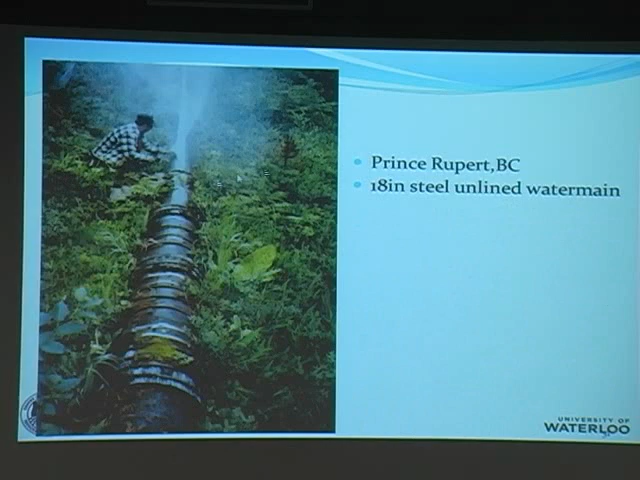 Prince Rupert,BC
18in steel unlined watermain
UNIVERSITY OF
WATERLOO